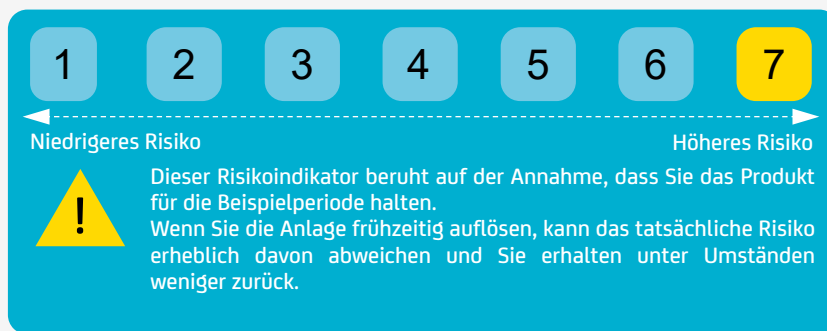 1 2 3 4 5 6 7
Niedrigeres Risiko Höheres Risiko
!
Dieser Risikoindikator beruht auf der Annahme, dass Sie das Produkt
für die Beispielperiode halten.
Wenn Sie die Anlage frühzeitig auflösen, kann das tatsächliche Risiko
erheblich davon abweichen und Sie erhalten unter Umständen
weniger zurück.